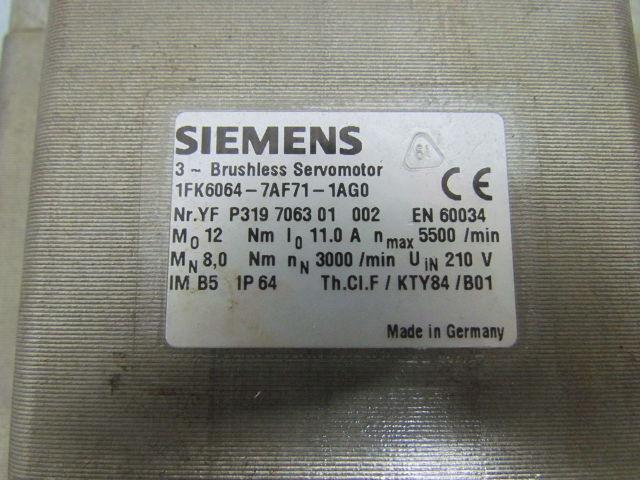 SIEMENS
3 ~ Brushless Servomotor
1FK6064-7AF71-1AG0
CE
Nr.YF P319 7063 01 002 EN 60034
M0 12 Nm I0 11.0 A nmax 5500 /min
MN 8,0 Nm nN 3000 /min UiN 210 V
IM B5 IP 64 Th.Cl.F / KTY84 /B01
Made in Germany